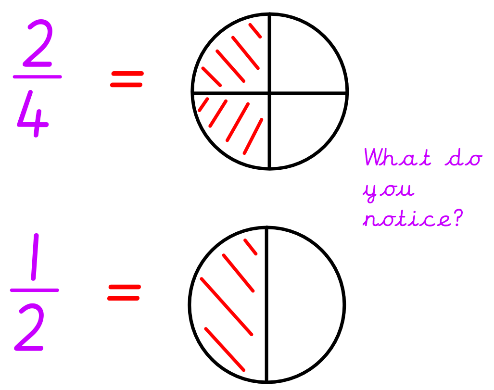 2/4 =
What do
you
notice?
1/2 =